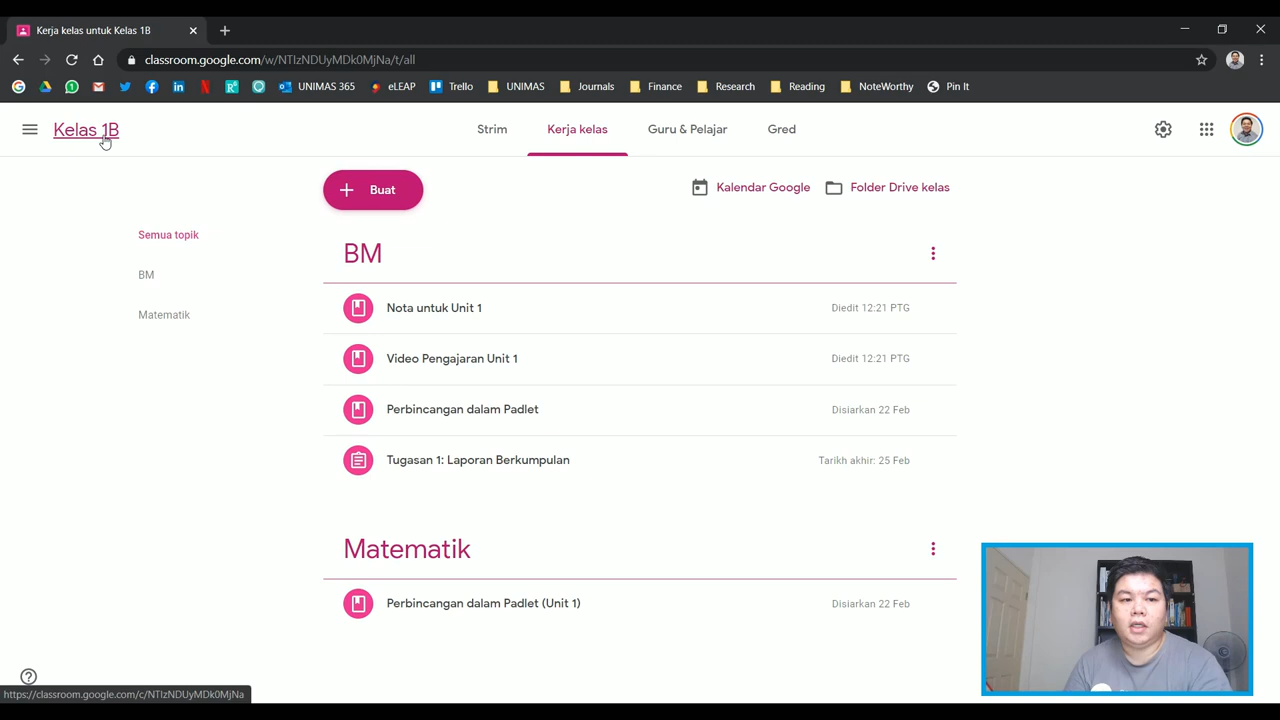 Kerja kelas untuk Kelas 1B
classroom.google.com/w/NTIzNDUyMDk0MjNa/t/all
UNIMAS 365 eLEAP Trello UNIMAS Journals Finance Research Reading NoteWorthy Pin It
Kelas 1B Strim Kerja kelas Guru & Pelajar Gred
Buat Kalendar Google Folder Drive kelas
Semua topik
BM
Matematik
BM
Nota untuk Unit 1 Diedit 12:21 PTG
Video Pengajaran Unit 1 Diedit 12:21 PTG
Perbincangan dalam Padlet Disiarkan 22 Feb
Tugasan 1: Laporan Berkumpulan Tarikh akhir: 25 Feb
Matematik
Perbincangan dalam Padlet (Unit 1) Disiarkan 22 Feb
https://classroom.google.com/c/NTIzNDUyMDk0MjNa